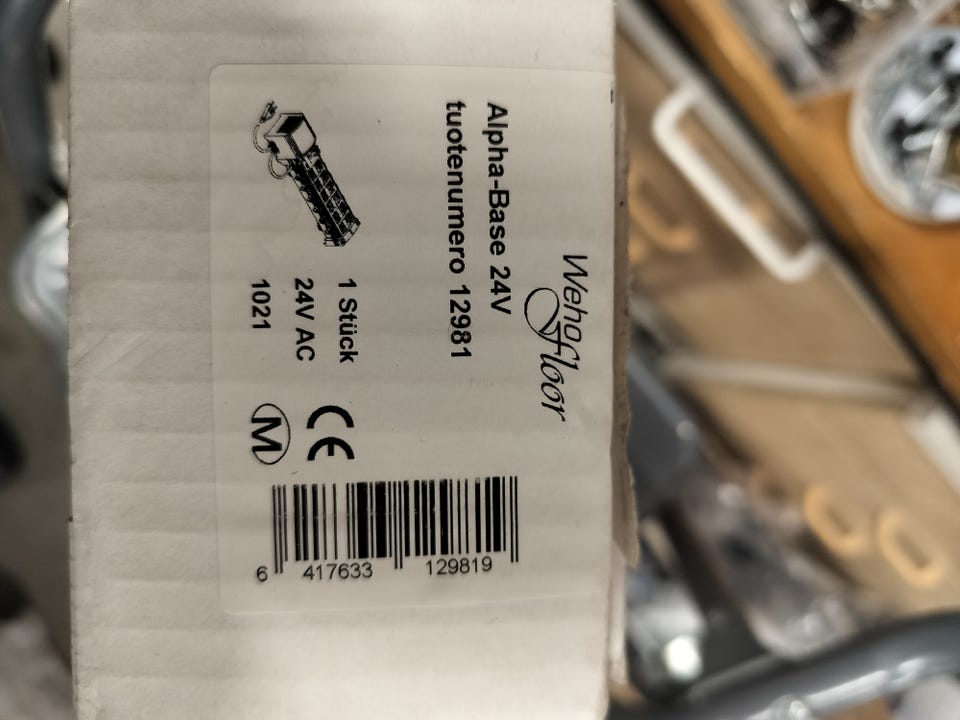 Wehofloor
Alpha-Base 24V
tuotenumero 12981
1 Stück
24V AC
1021
CE
M
6 417633 129819